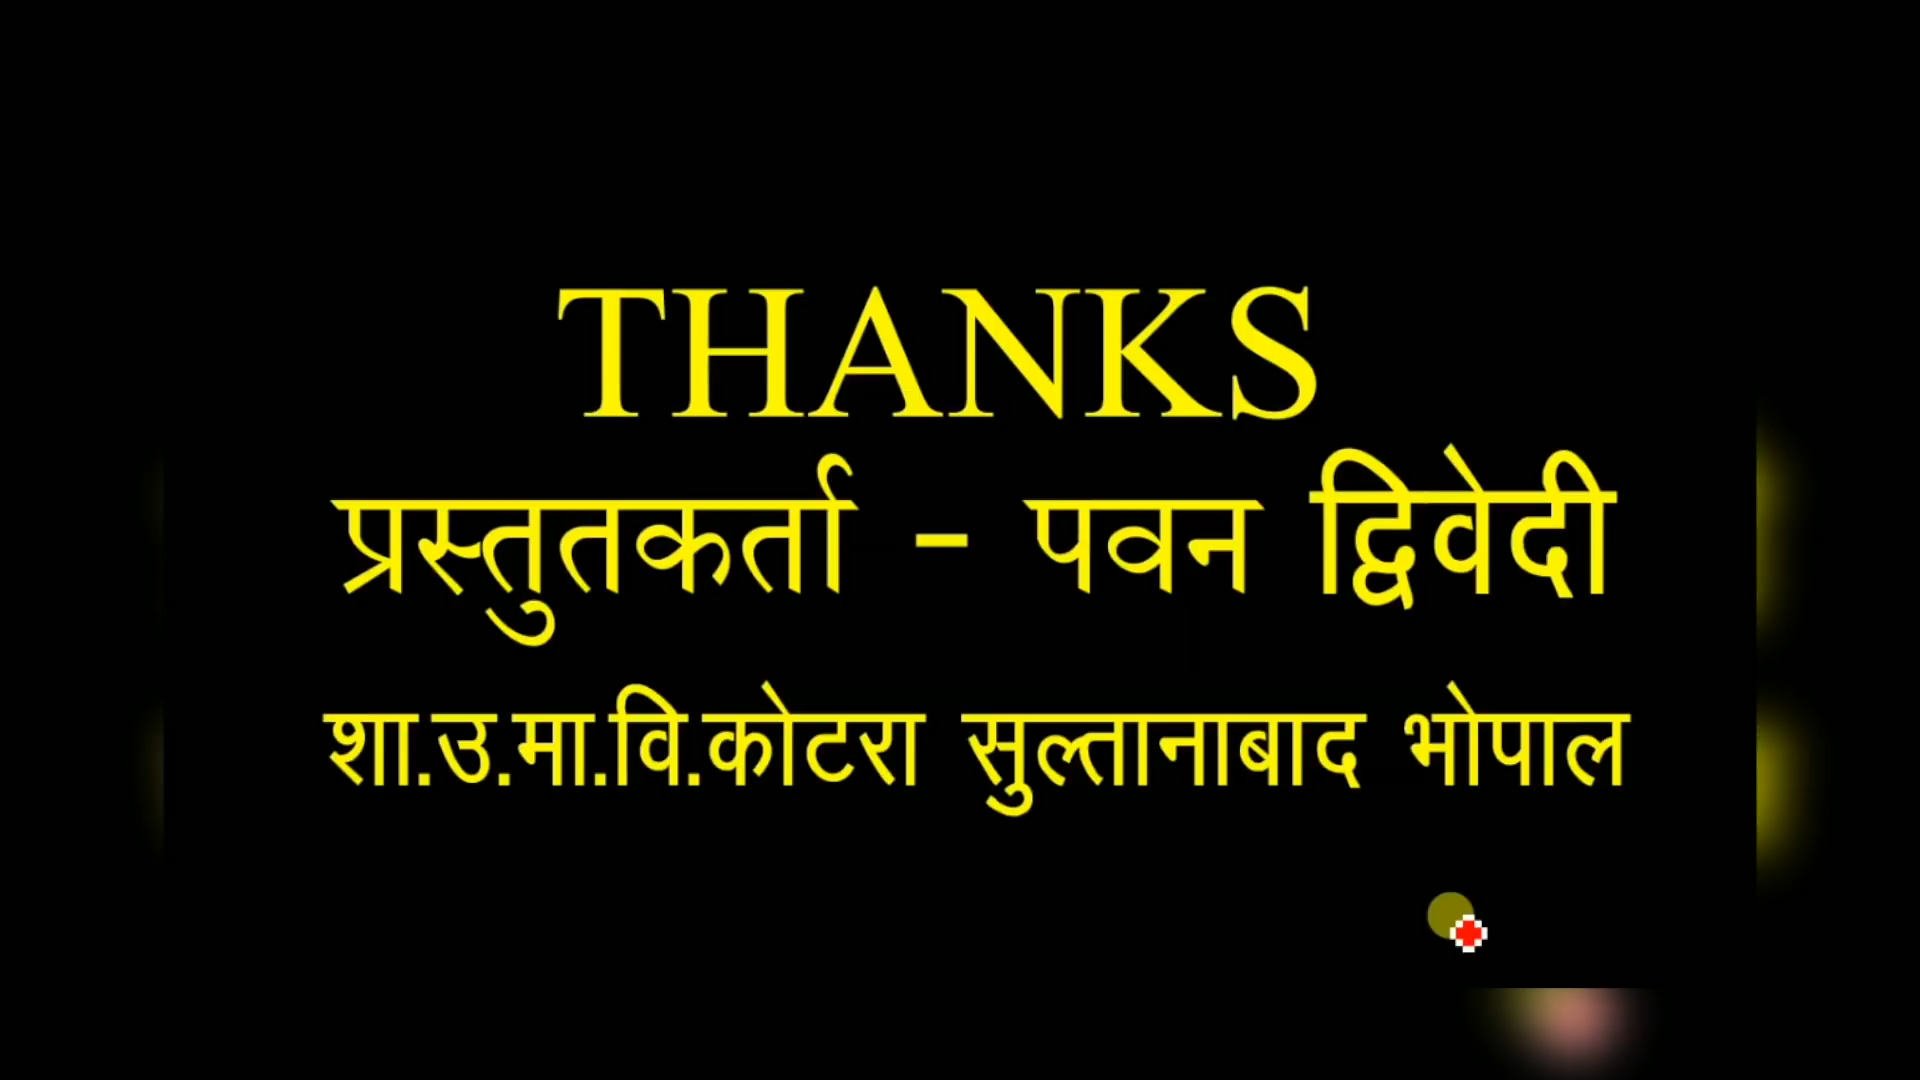 THANKS
प्रस्तुतकर्ता - पवन द्विवेदी
शा.उ.मा.वि.कोटरा सुल्तानाबाद भोपाल